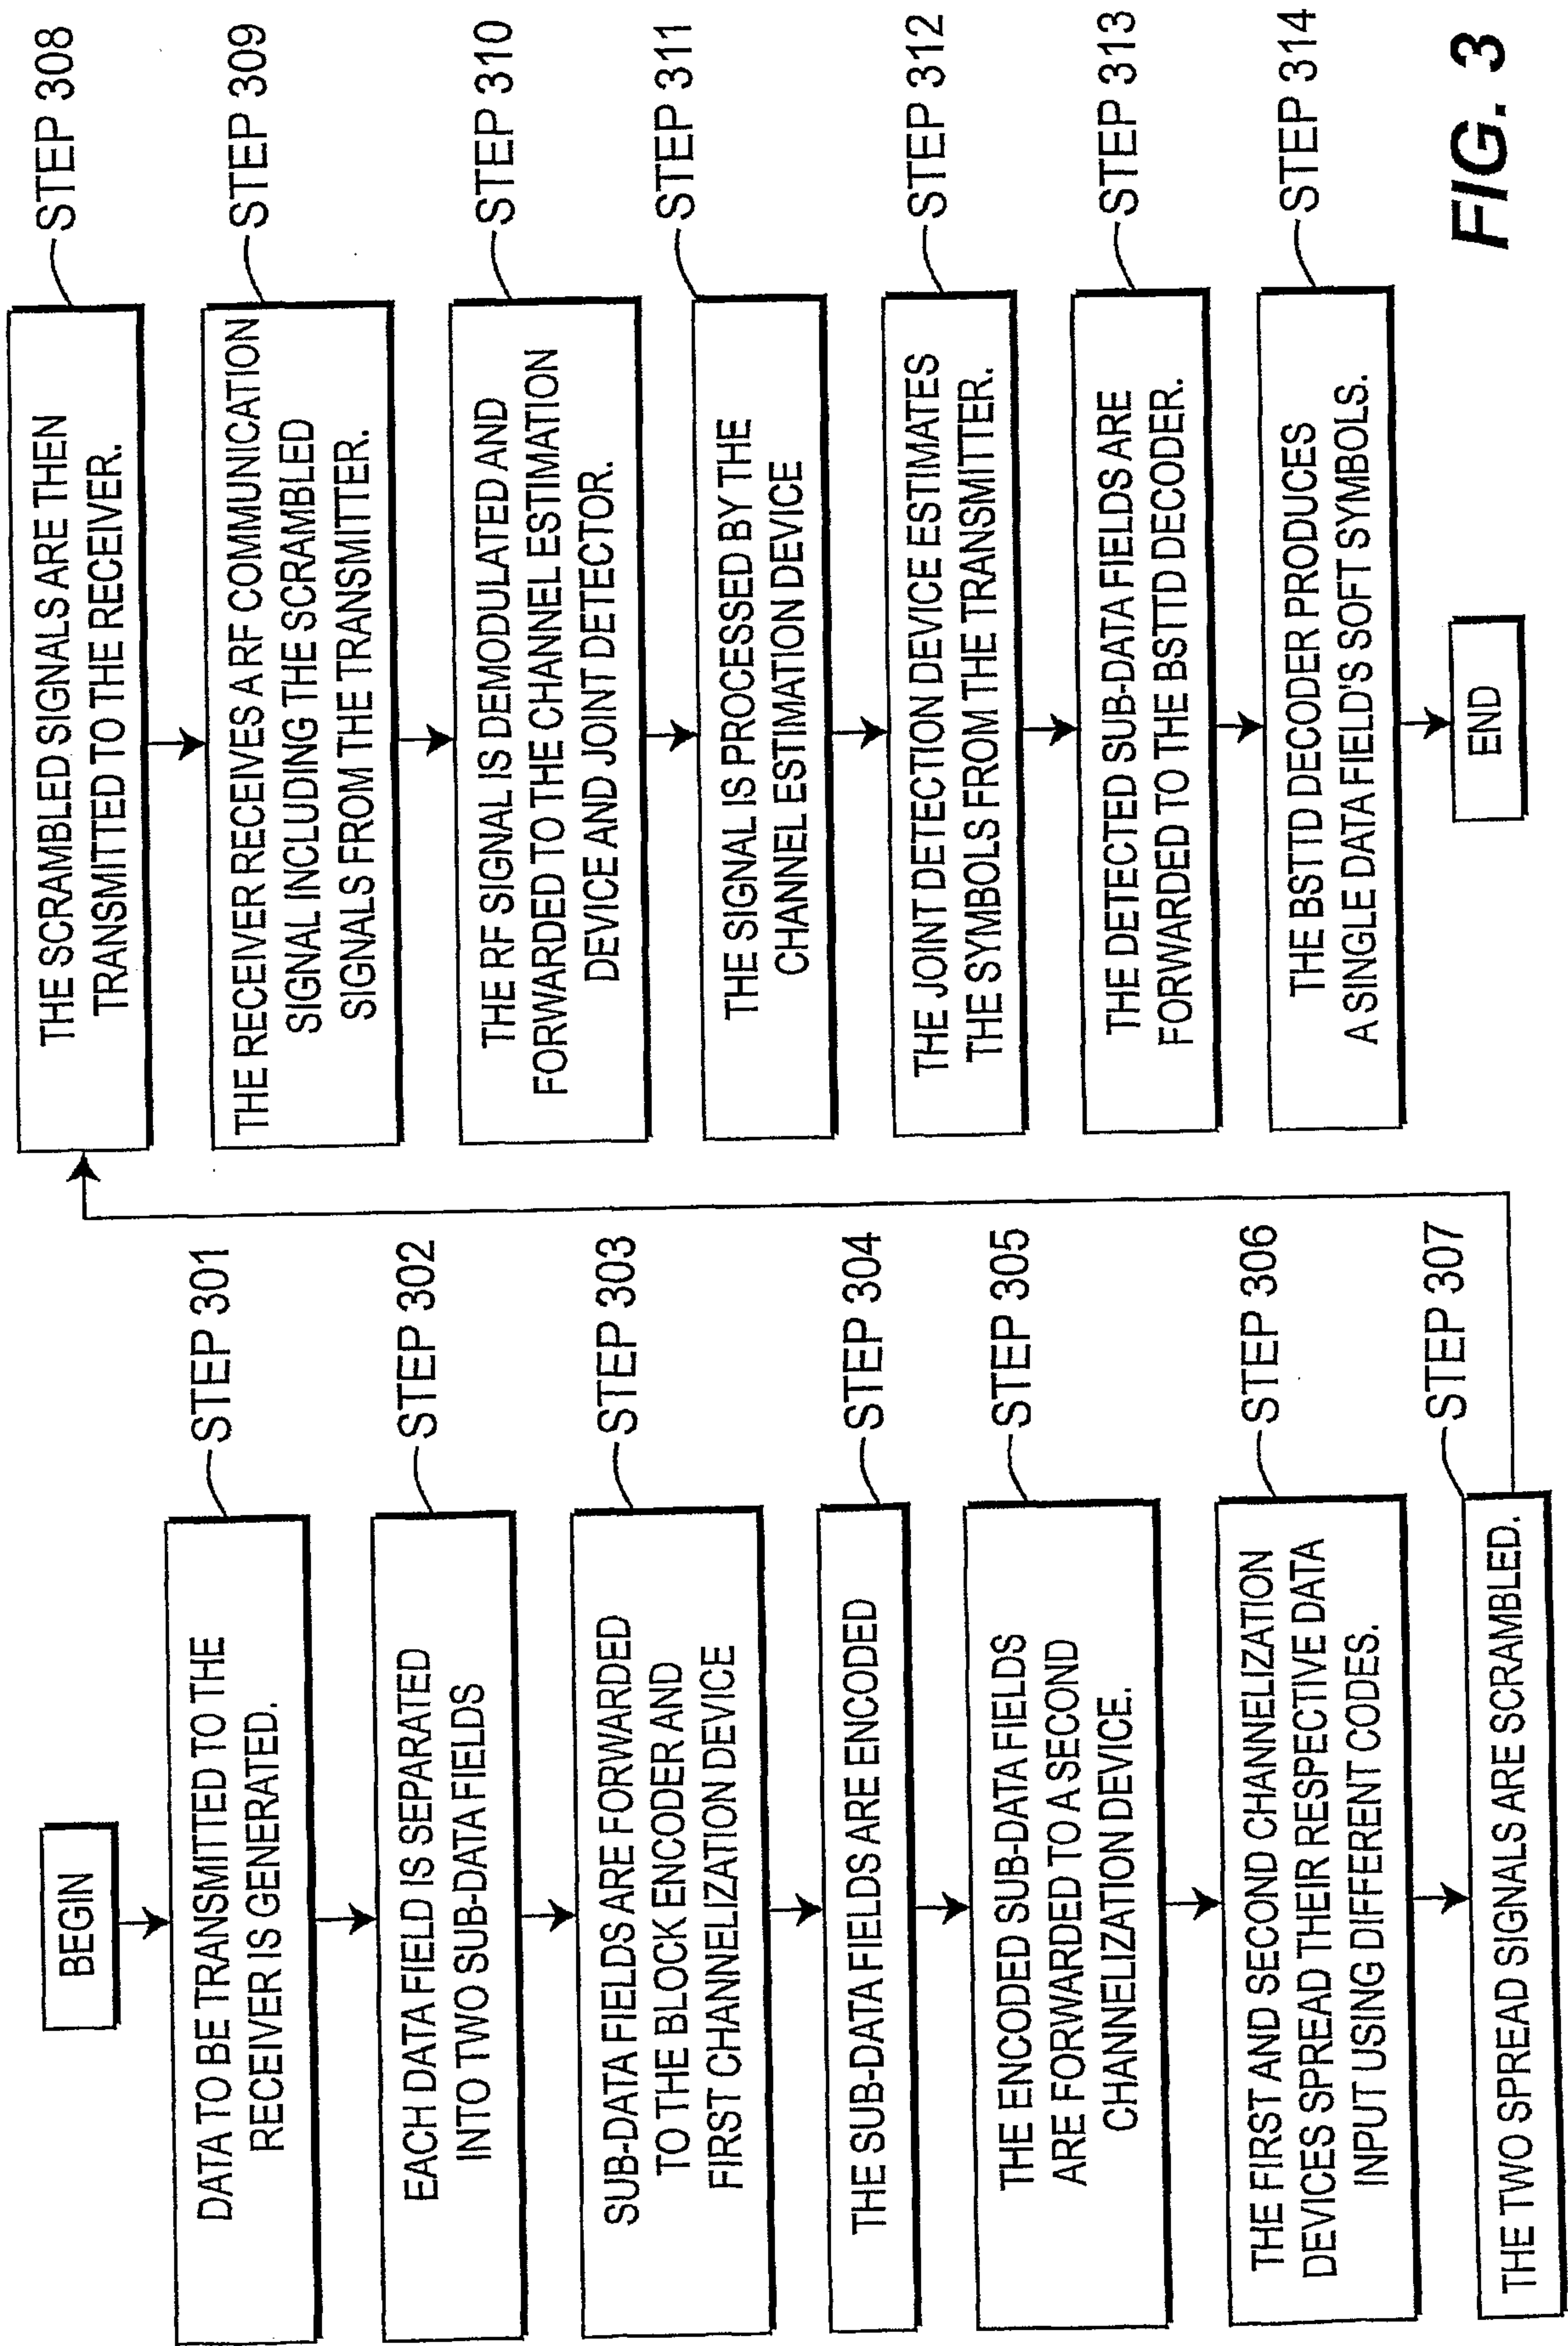 BEGIN
DATA TO BE TRANSMITTED TO THE
RECEIVER IS GENERATED.
STEP 301
EACH DATA FIELD IS SEPARATED
INTO TWO SUB-DATA FIELDS
STEP 302
SUB-DATA FIELDS ARE FORWARDED
TO THE BLOCK ENCODER AND
FIRST CHANNELIZATION DEVICE
STEP 303
THE SUB-DATA FIELDS ARE ENCODED
STEP 304
THE ENCODED SUB-DATA FIELDS
ARE FORWARDED TO A SECOND
CHANNELIZATION DEVICE.
STEP 305
THE FIRST AND SECOND CHANNELIZATION
DEVICES SPREAD THEIR RESPECTIVE DATA
INPUT USING DIFFERENT CODES.
STEP 306
THE TWO SPREAD SIGNALS ARE SCRAMBLED.
STEP 307
THE SCRAMBLED SIGNALS ARE THEN
TRANSMITTED TO THE RECEIVER.
STEP 308
THE RECEIVER RECEIVES A RF COMMUNICATION
SIGNAL INCLUDING THE SCRAMBLED
SIGNALS FROM THE TRANSMITTER.
STEP 309
THE RF SIGNAL IS DEMODULATED AND
FORWARDED TO THE CHANNEL ESTIMATION
DEVICE AND JOINT DETECTOR.
STEP 310
THE SIGNAL IS PROCESSED BY THE
CHANNEL ESTIMATION DEVICE
STEP 311
THE JOINT DETECTION DEVICE ESTIMATES
THE SYMBOLS FROM THE TRANSMITTER.
STEP 312
THE DETECTED SUB-DATA FIELDS ARE
FORWARDED TO THE BSTTD DECODER.
STEP 313
THE BSTTD DECODER PRODUCES
A SINGLE DATA FIELD'S SOFT SYMBOLS.
STEP 314
END
FIG. 3